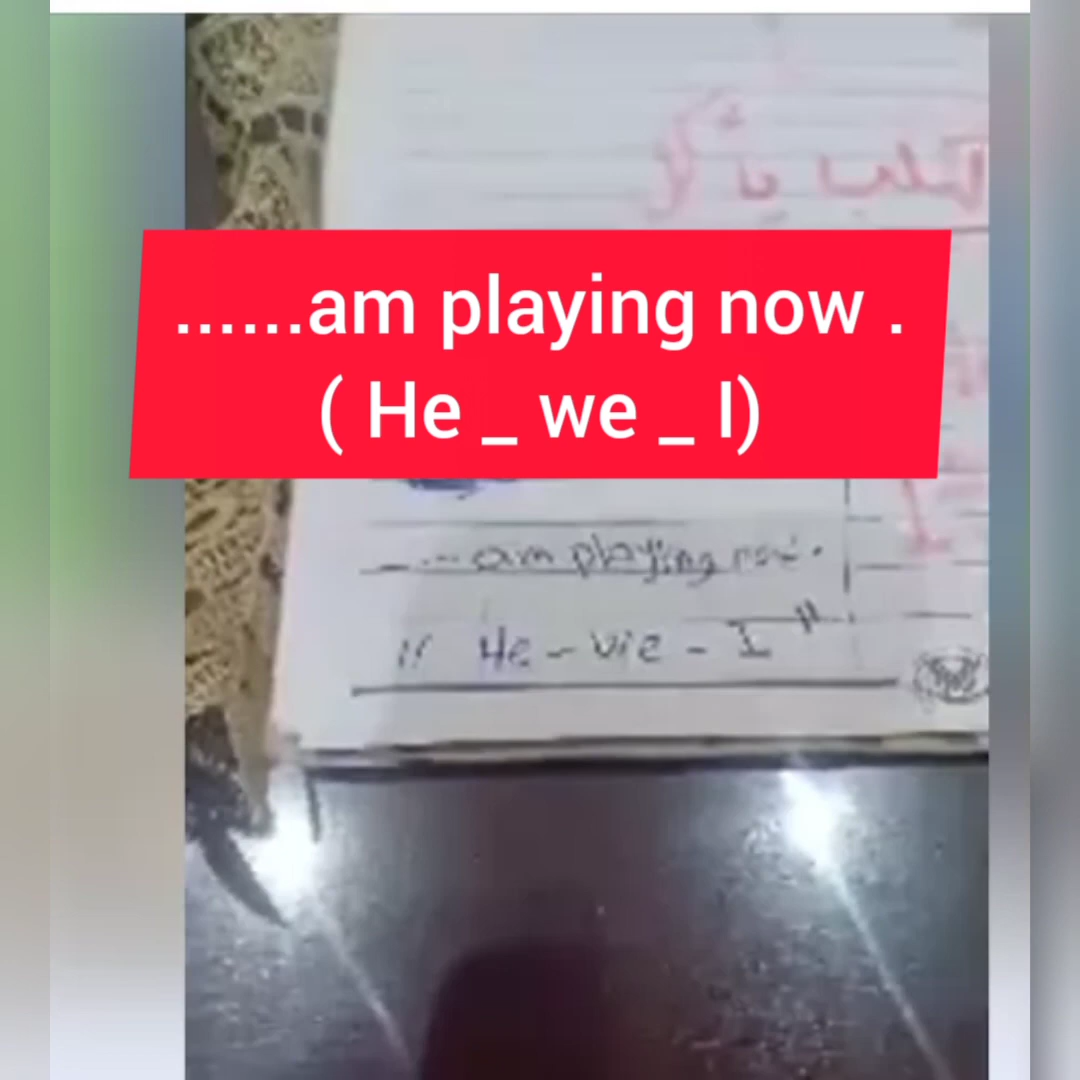 ......am playing now .
( He _ we _ I)
....am playing now.
" He - we - I "